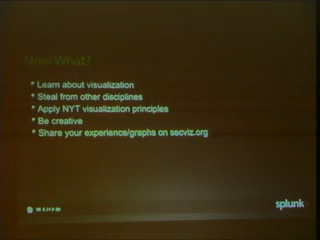 Now What?
* Learn about visualization
* Steal from other disciplines
* Apply NYT visualization principles
* Be creative
* Share your experience/graphs on secviz.org
splunk>